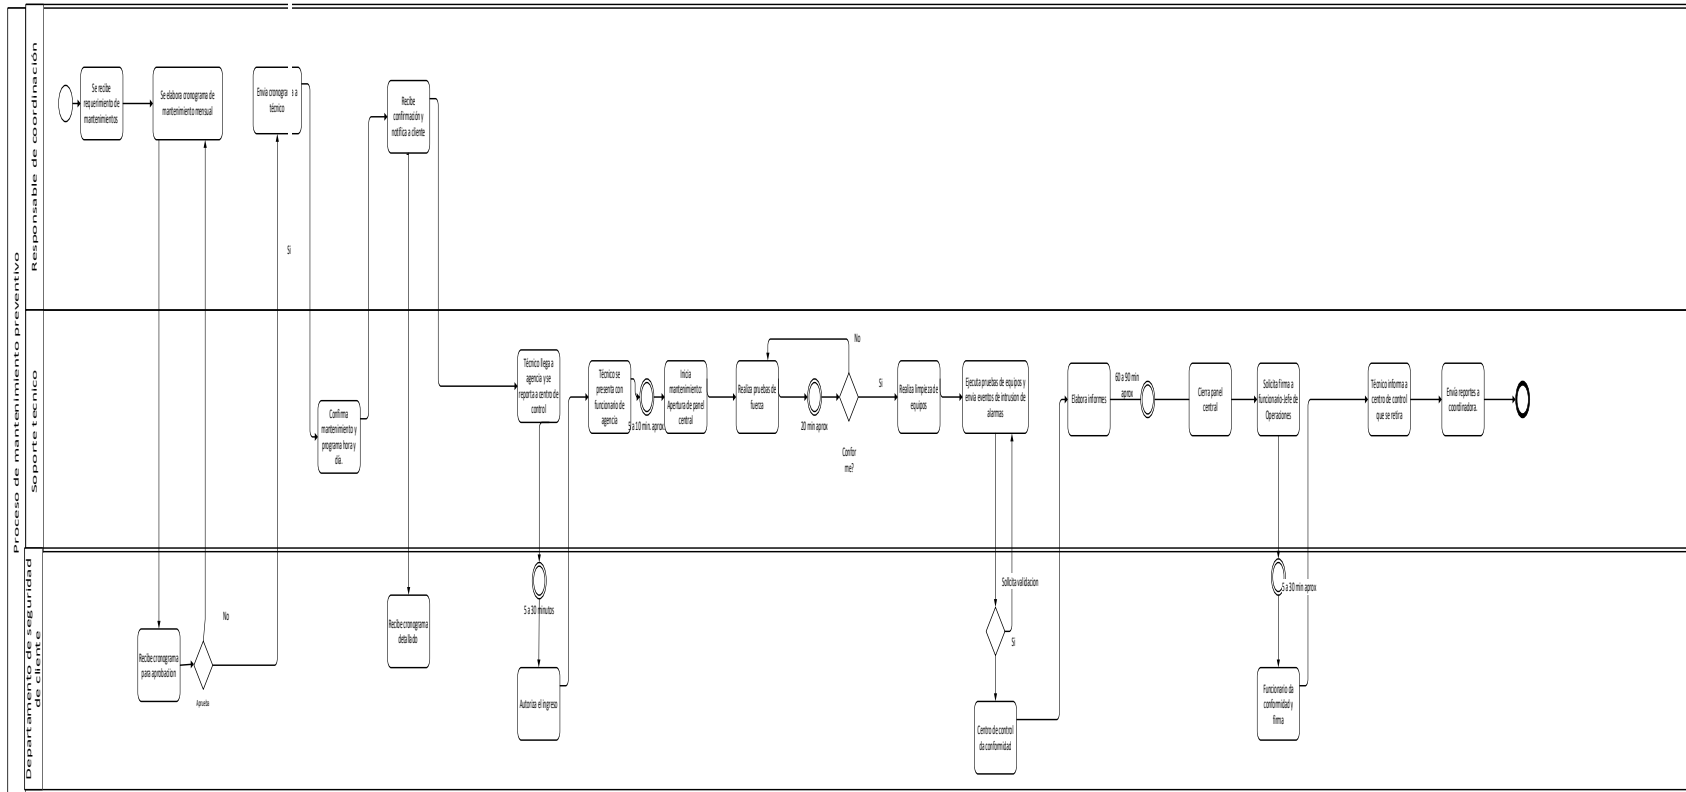 Proceso de mantenimiento preventivo
Responsable de coordinación
Se recibe
requerimiento de
mantenimientos
Se elabora cronograma de
mantenimiento mensual
Envía cronogra a a
técnico
Recibe
confirmación y
notifica a cliente
Si
Soporte tecnico
Confirma
mantenimiento y
programa hora y
día.
Técnico llega a
agencia y se
reporta a centro de
control
Técnico se
presenta con
funcionario de
agencia
5 a 10 min. aprox
Inicia
mantenimiento:
Apertura de panel
central
Realiza pruebas de
fuerza
20 min aprox
No
Confor
me?
Si
Realiza limpieza de
equipos
Ejecuta pruebas de equipos y
envía eventos de intrusion de
alarmas
Elabora informes
60 a 90 min
aprox
Cierra panel
central
Solicita firma a
funcionario-Jefe de
Operaciones
Técnico informa a
centro de control
que se retira
Envía reportes a
coordinadora.
Departamento de seguridad
de cliente
Recibe cronograma
para aprobacion
Aprueba
No
Recibe cronograma
detallado
5 a 30 minutos
Autoriza el ingreso
Solicita validacion
Si
Centro de control
da conformidad
5 a 30 min aprox
Funcionario da
conformidad y
firma